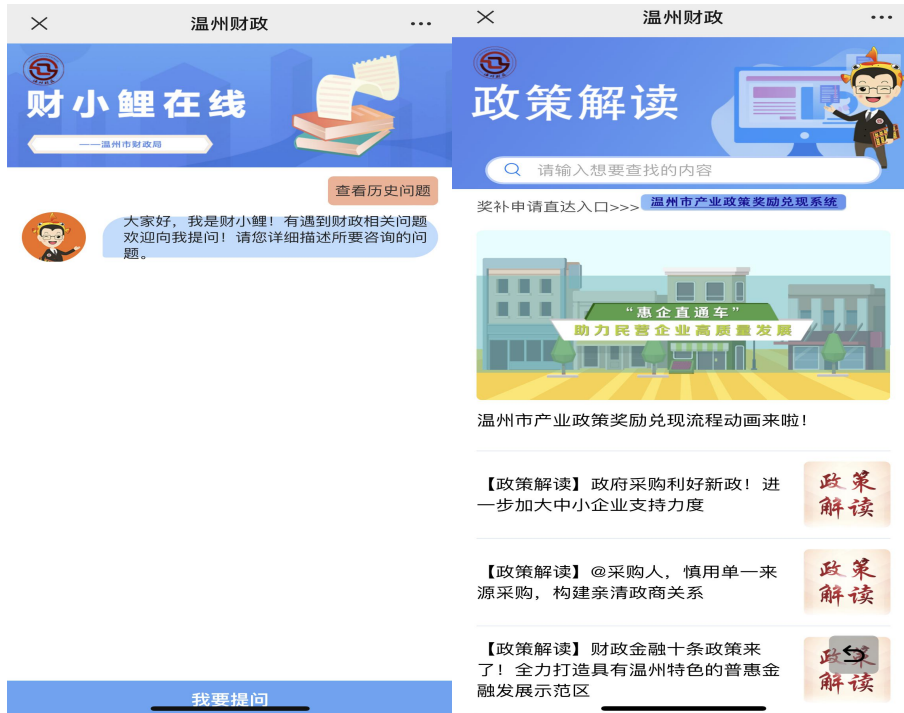 温州财政
财小鲤在线
——温州市财政局
查看历史问题
大家好，我是财小鲤！有遇到财政相关问题
欢迎向我提问！请您详细描述所要咨询的问
题。
我要提问
温州财政
政策解读
请输入想要查找的内容
奖补申请直达入口>>> 温州市产业政策奖励兑现系统
“惠企直通车”
助力民营企业高质量发展
温州市产业政策奖励兑现流程动画来啦！
【政策解读】政府采购利好新政！进
一步加大中小企业支持力度
政策
解读
【政策解读】@采购人，慎用单一来
源采购，构建亲清政商关系
政策
解读
【政策解读】财政金融十条政策来
了！全力打造具有温州特色的普惠金
融发展示范区
政策
解读